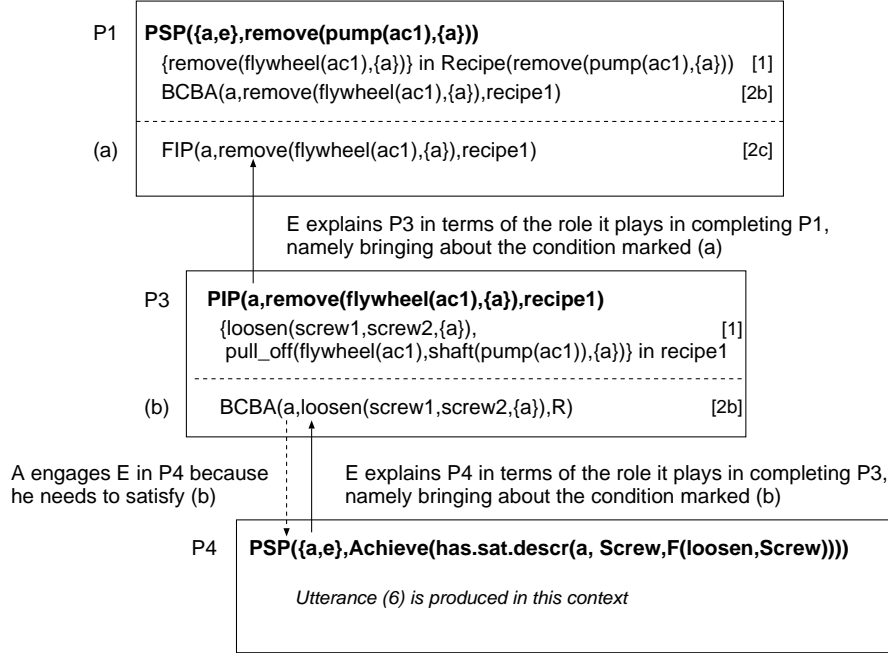 P1 PSP({a,e},remove(pump(ac1),{a}))
{remove(flywheel(ac1),{a})} in Recipe(remove(pump(ac1),{a})) [1]
BCBA(a,remove(flywheel(ac1),{a}),recipe1) [2b]
(a) FIP(a,remove(flywheel(ac1),{a}),recipe1) [2c]
E explains P3 in terms of the role it plays in completing P1,
namely bringing about the condition marked (a)
P3 PIP(a,remove(flywheel(ac1),{a}),recipe1)
{loosen(screw1,screw2,{a}), [1]
pull_off(flywheel(ac1),shaft(pump(ac1)),{a})} in recipe1
(b) BCBA(a,loosen(screw1,screw2,{a}),R) [2b]
A engages E in P4 because
he needs to satisfy (b)
E explains P4 in terms of the role it plays in completing P3,
namely bringing about the condition marked (b)
P4 PSP({a,e},Achieve(has.sat.descr(a, Screw,F(loosen,Screw))))
Utterance (6) is produced in this context